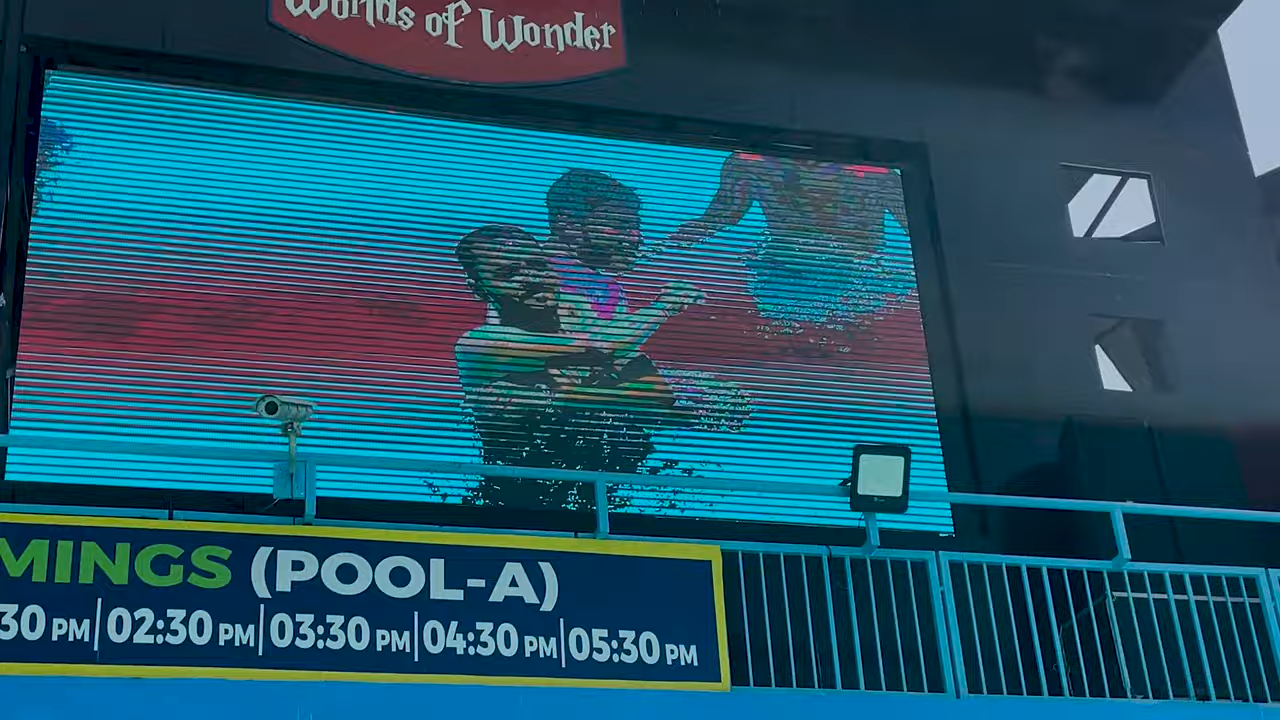 Worlds of Wonder
MINGS (POOL-A)
30 PM | 02:30 PM | 03:30 PM | 04:30 PM | 05:30 PM